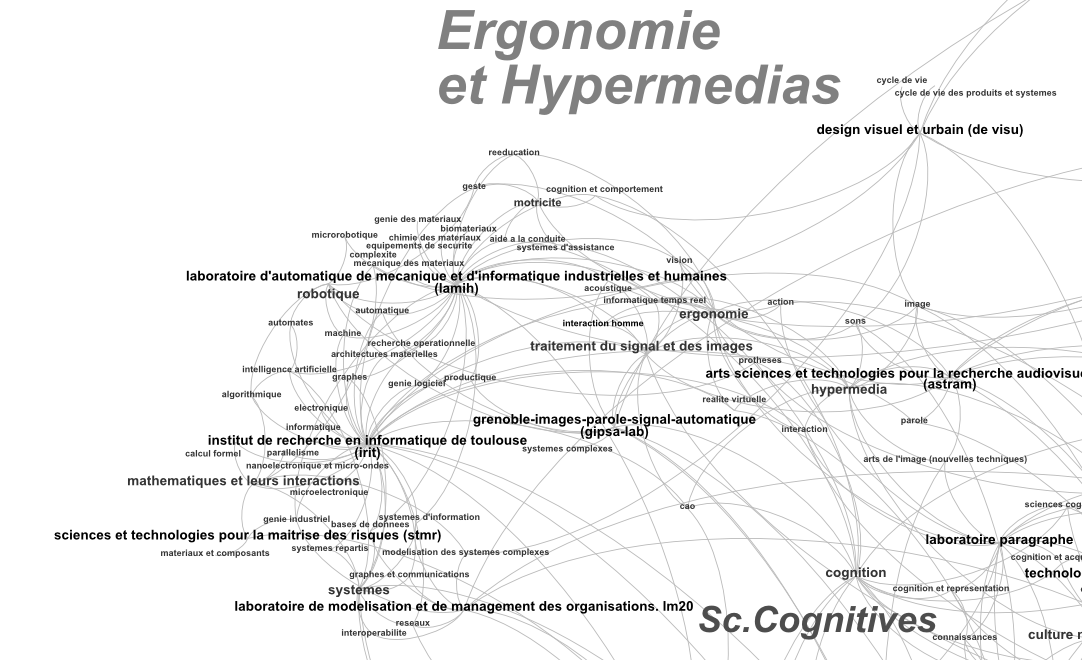 Ergonomie
et Hypermedias
cycle de vie
cycle de vie des produits et systemes
design visuel et urbain (de visu)
reeducation
geste
cognition et comportement
motricite
genie des materiaux
biomateriaux
microrobotique
chimie des materiaux
aide a la conduite
equipements de securite
systemes d'assistance
complexite
mecanique des materiaux
vision
laboratoire d'automatique de mecanique et d'informatique industrielles et humaines
(lamih)
acoustique
robotique
informatique temps reel
action
image
automatique
ergonomie
automates
interaction homme
sons
machine
recherche operationnelle
traitement du signal et des images
architectures materielles
protheses
intelligence artificielle
graphes
productique
genie logiciel
arts sciences et technologies pour la recherche audiovisue
(astram)
hypermedia
algorithmique
realite virtuelle
electronique
grenoble-images-parole-signal-automatique
(gipsa-lab)
parole
informatique
interaction
institut de recherche en informatique de toulouse
(irit)
calcul formel
parallelisme
systemes complexes
nanoelectronique et micro-ondes
arts de l'image (nouvelles techniques)
mathematiques et leurs interactions
microelectronique
cao
sciences cog
genie industriel
systemes d'information
bases de donnees
sciences et technologies pour la maitrise des risques (stmr)
laboratoire paragraphe
materiaux et composants
systemes repartis
modelisation des systemes complexes
cognition et acqu
graphes et communications
cognition
technolo
systemes
cognition et representation
laboratoire de modelisation et de management des organisations. lm20
Sc.Cognitives
reseaux
interoperabilite
connaissances
culture